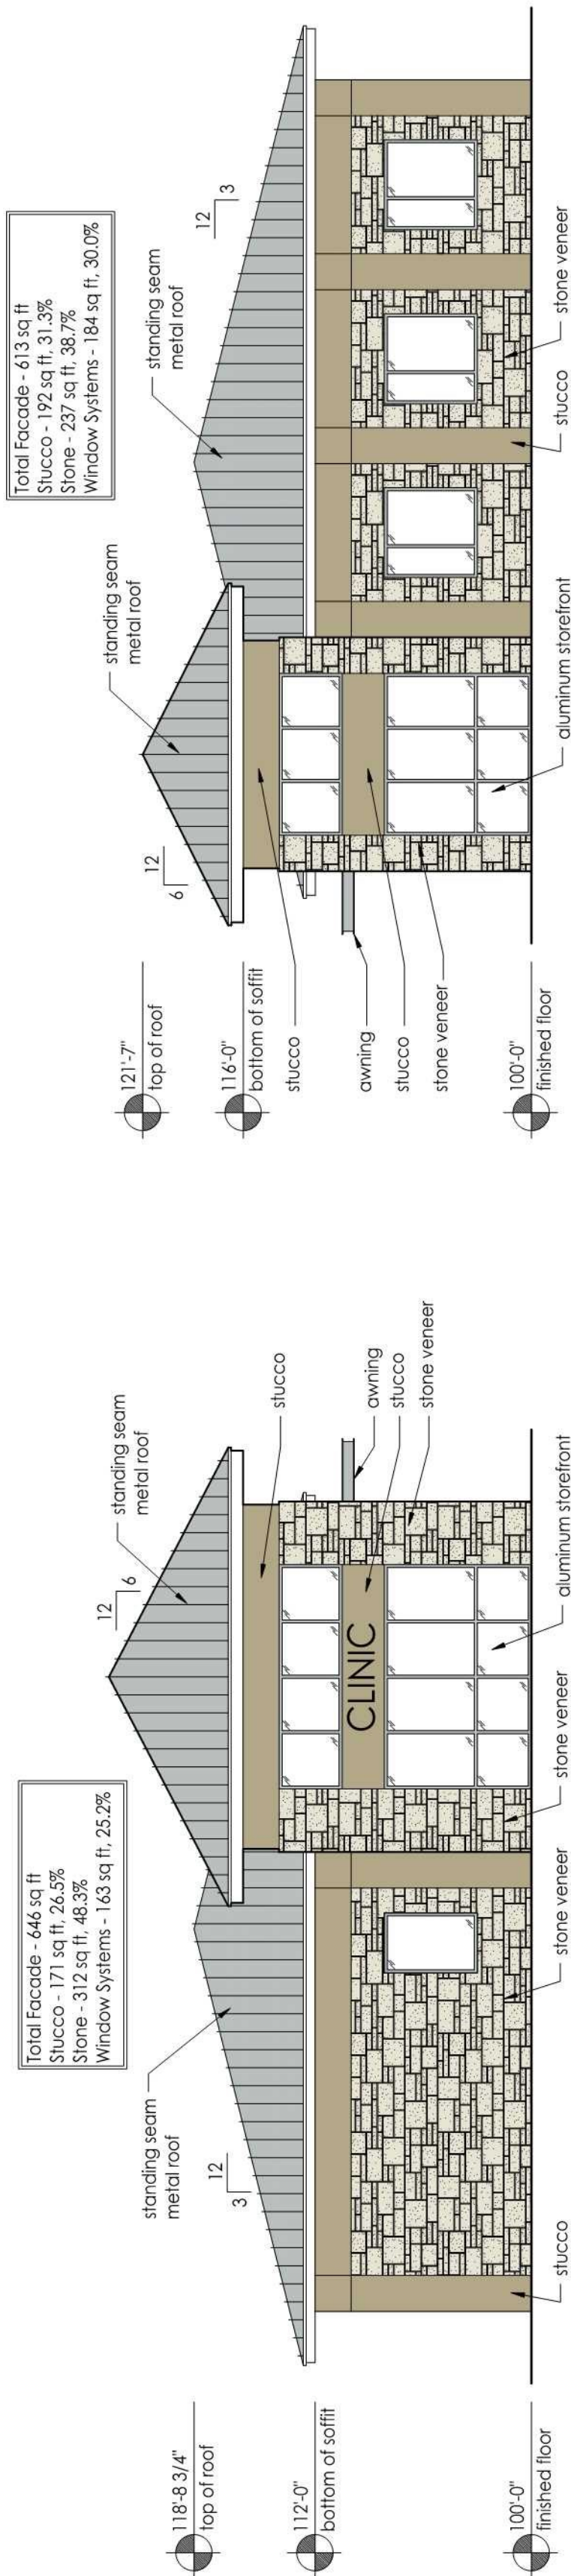 Total Facade - 646 sq ft
Stucco - 171 sq ft, 26.5%
Stone - 312 sq ft, 48.3%
Window Systems - 163 sq ft, 25.2%
118'-8 3/4"
top of roof
112'-0"
bottom of soffit
100'-0"
finished floor
standing seam
metal roof
12
3
12
6
standing seam
metal roof
stucco
CLINIC
awning
stucco
stone veneer
stucco
stone veneer
stone veneer
aluminum storefront
Total Facade - 613 sq ft
Stucco - 192 sq ft, 31.3%
Stone - 237 sq ft, 38.7%
Window Systems - 184 sq ft, 30.0%
121'-7"
top of roof
116'-0"
bottom of soffit
stucco
awning
stucco
stone veneer
100'-0"
finished floor
12
6
standing seam
metal roof
standing seam
metal roof
12
3
aluminum storefront
stucco
stone veneer